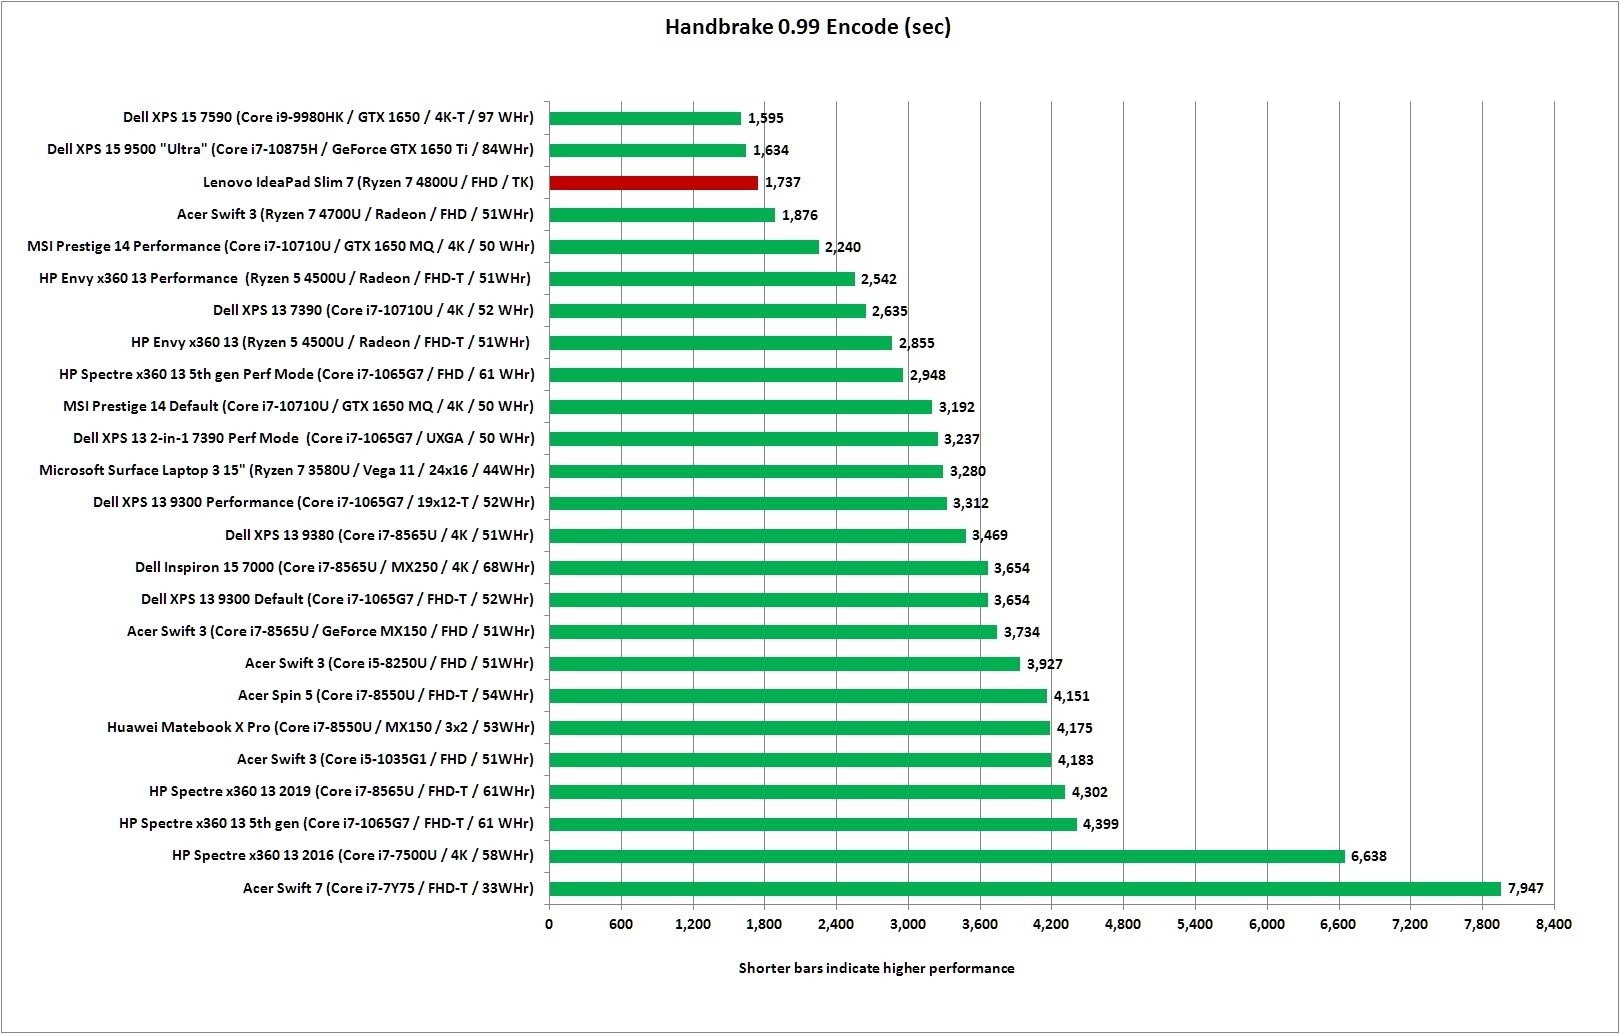 Handbrake 0.99 Encode (sec)
Dell XPS 15 7590 (Core i9-9980HK / GTX 1650 / 4K-T / 97 WHr) 1,595
Dell XPS 15 9500 "Ultra" (Core i7-10875H / GeForce GTX 1650 Ti / 84WHr) 1,634
Lenovo IdeaPad Slim 7 (Ryzen 7 4800U / FHD / TK) 1,737
Acer Swift 3 (Ryzen 7 4700U / Radeon / FHD / 51WHr) 1,876
MSI Prestige 14 Performance (Core i7-10710U / GTX 1650 MQ / 4K / 50 WHr) 2,240
HP Envy x360 13 Performance (Ryzen 5 4500U / Radeon / FHD-T / 51WHr) 2,542
Dell XPS 13 7390 (Core i7-10710U / 4K / 52 WHr) 2,635
HP Envy x360 13 (Ryzen 5 4500U / Radeon / FHD-T / 51WHr) 2,855
HP Spectre x360 13 5th gen Perf Mode (Core i7-1065G7 / FHD / 61 WHr) 2,948
MSI Prestige 14 Default (Core i7-10710U / GTX 1650 MQ / 4K / 50 WHr) 3,192
Dell XPS 13 2-in-1 7390 Perf Mode (Core i7-1065G7 / UXGA / 50 WHr) 3,237
Microsoft Surface Laptop 3 15" (Ryzen 7 3580U / Vega 11 / 24x16 / 44WHr) 3,280
Dell XPS 13 9300 Performance (Core i7-1065G7 / 19x12-T / 52WHr) 3,312
Dell XPS 13 9380 (Core i7-8565U / 4K / 51WHr) 3,469
Dell Inspiron 15 7000 (Core i7-8565U / MX250 / 4K / 68WHr) 3,654
Dell XPS 13 9300 Default (Core i7-1065G7 / FHD-T / 52WHr) 3,654
Acer Swift 3 (Core i7-8565U / GeForce MX150 / FHD / 51WHr) 3,734
Acer Swift 3 (Core i5-8250U / FHD / 51WHr) 3,927
Acer Spin 5 (Core i7-8550U / FHD-T / 54WHr) 4,151
Huawei Matebook X Pro (Core i7-8550U / MX150 / 3x2 / 53WHr) 4,175
Acer Swift 3 (Core i5-1035G1 / FHD / 51WHr) 4,183
HP Spectre x360 13 2019 (Core i7-8565U / FHD-T / 61WHr) 4,302
HP Spectre x360 13 5th gen (Core i7-1065G7 / FHD-T / 61 WHr) 4,399
HP Spectre x360 13 2016 (Core i7-7500U / 4K / 58WHr) 6,638
Acer Swift 7 (Core i7-7Y75 / FHD-T / 33WHr) 7,947
0 600 1,200 1,800 2,400 3,000 3,600 4,200 4,800 5,400 6,000 6,600 7,200 7,800 8,400
Shorter bars indicate higher performance